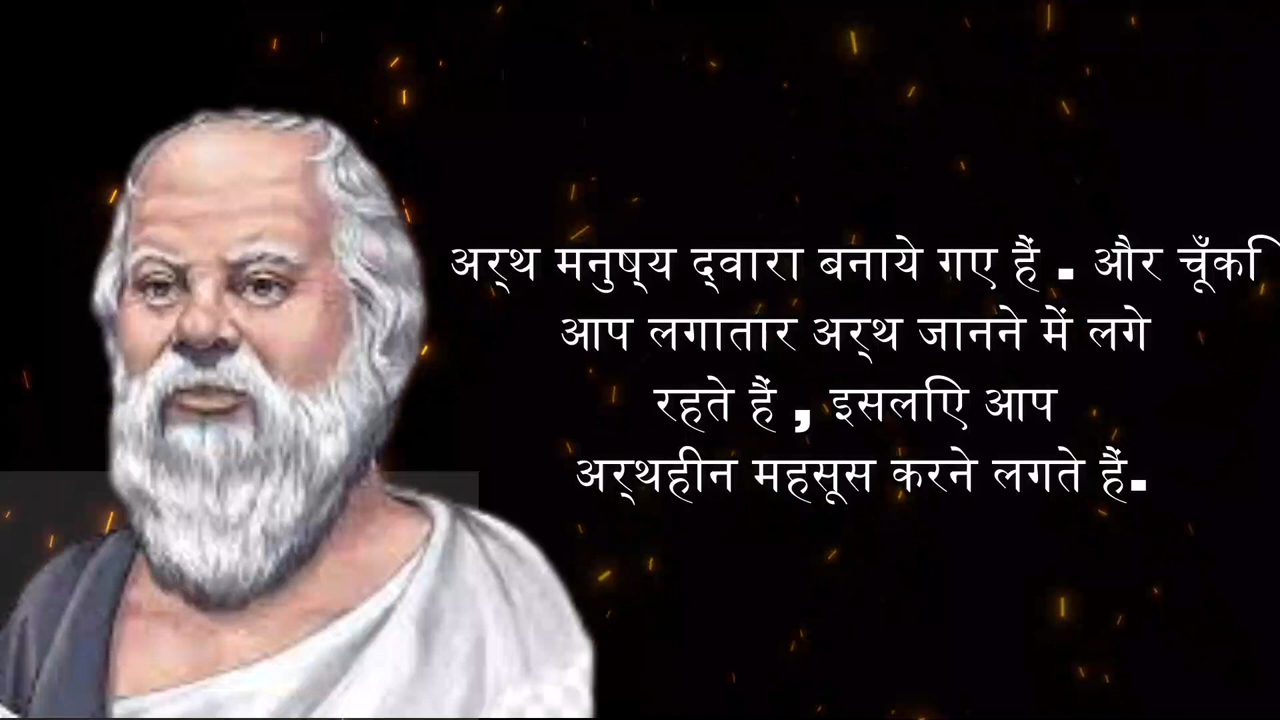 अर्थ मनुष्य द्वारा बनाये गए हैं . और चूँकि
आप लगातार अर्थ जानने में लगे
रहते हैं , इसलिए आप
अर्थहीन महसूस करने लगते हैं.